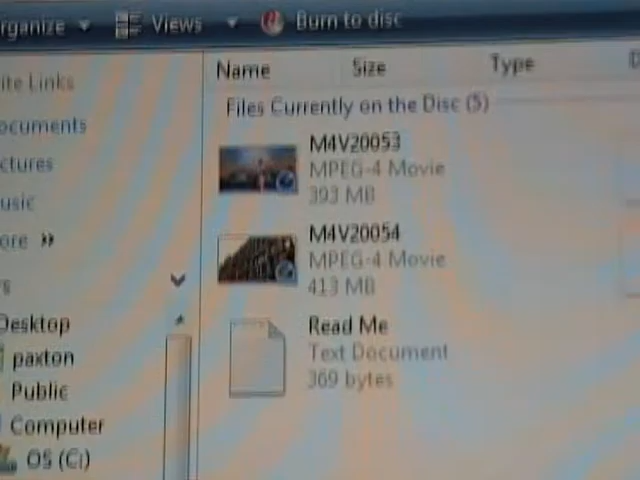 rganize Views Burn to disc
ite Links
ocuments
ctures
usic
ore »
s
Desktop
paxton
Public
Computer
OS (C:)
Name Size Type D
Files Currently on the Disc (5)
M4V20053
MPEG-4 Movie
393 MB
M4V20054
MPEG-4 Movie
413 MB
Read Me
Text Document
369 bytes